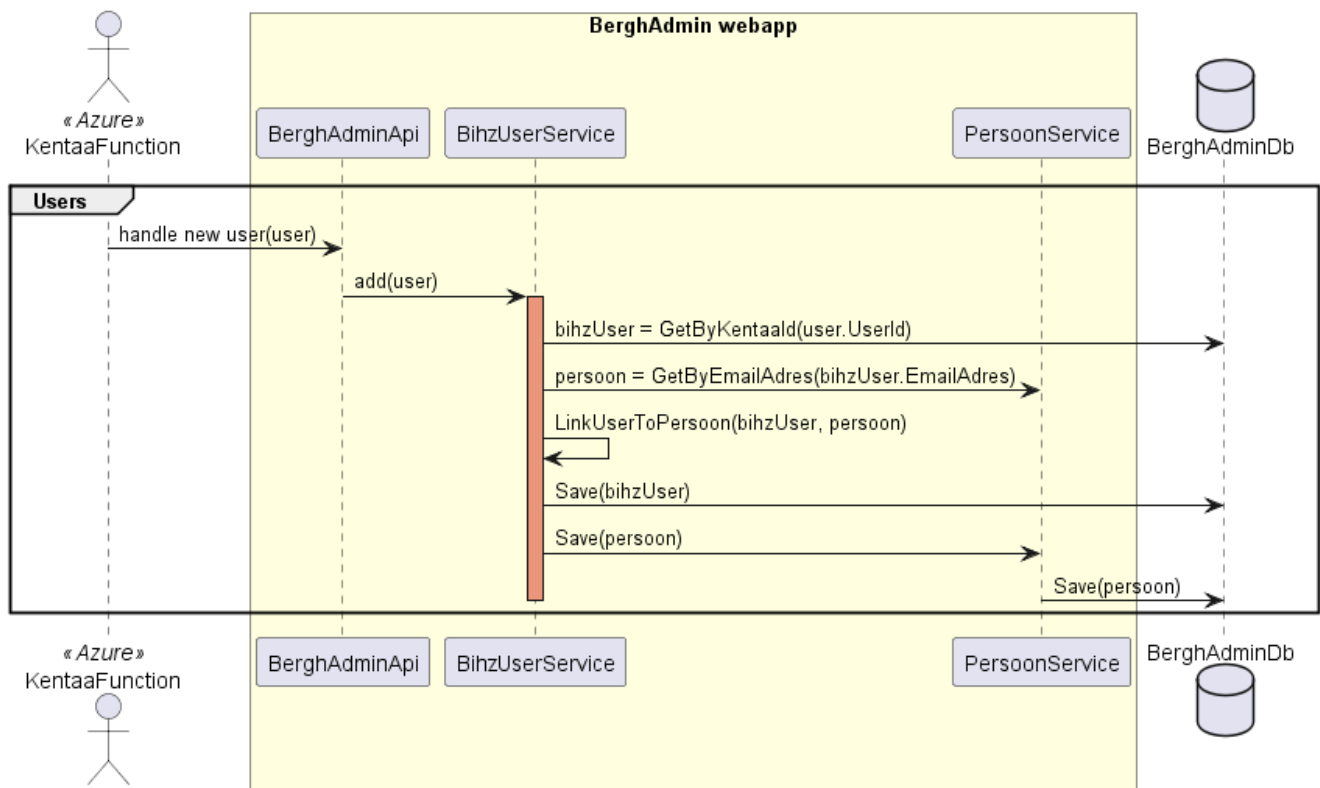 BerghAdmin webapp
«Azure»
KentaaFunction
BerghAdminApi
BihzUserService
PersoonService
BerghAdminDb
Users
handle new user(user)
add(user)
bihzUser = GetByKentaaId(user.UserId)
persoon = GetByEmailAdres(bihzUser.EmailAdres)
LinkUserToPersoon(bihzUser, persoon)
Save(bihzUser)
Save(persoon)
Save(persoon)
«Azure»
KentaaFunction
BerghAdminApi
BihzUserService
PersoonService
BerghAdminDb